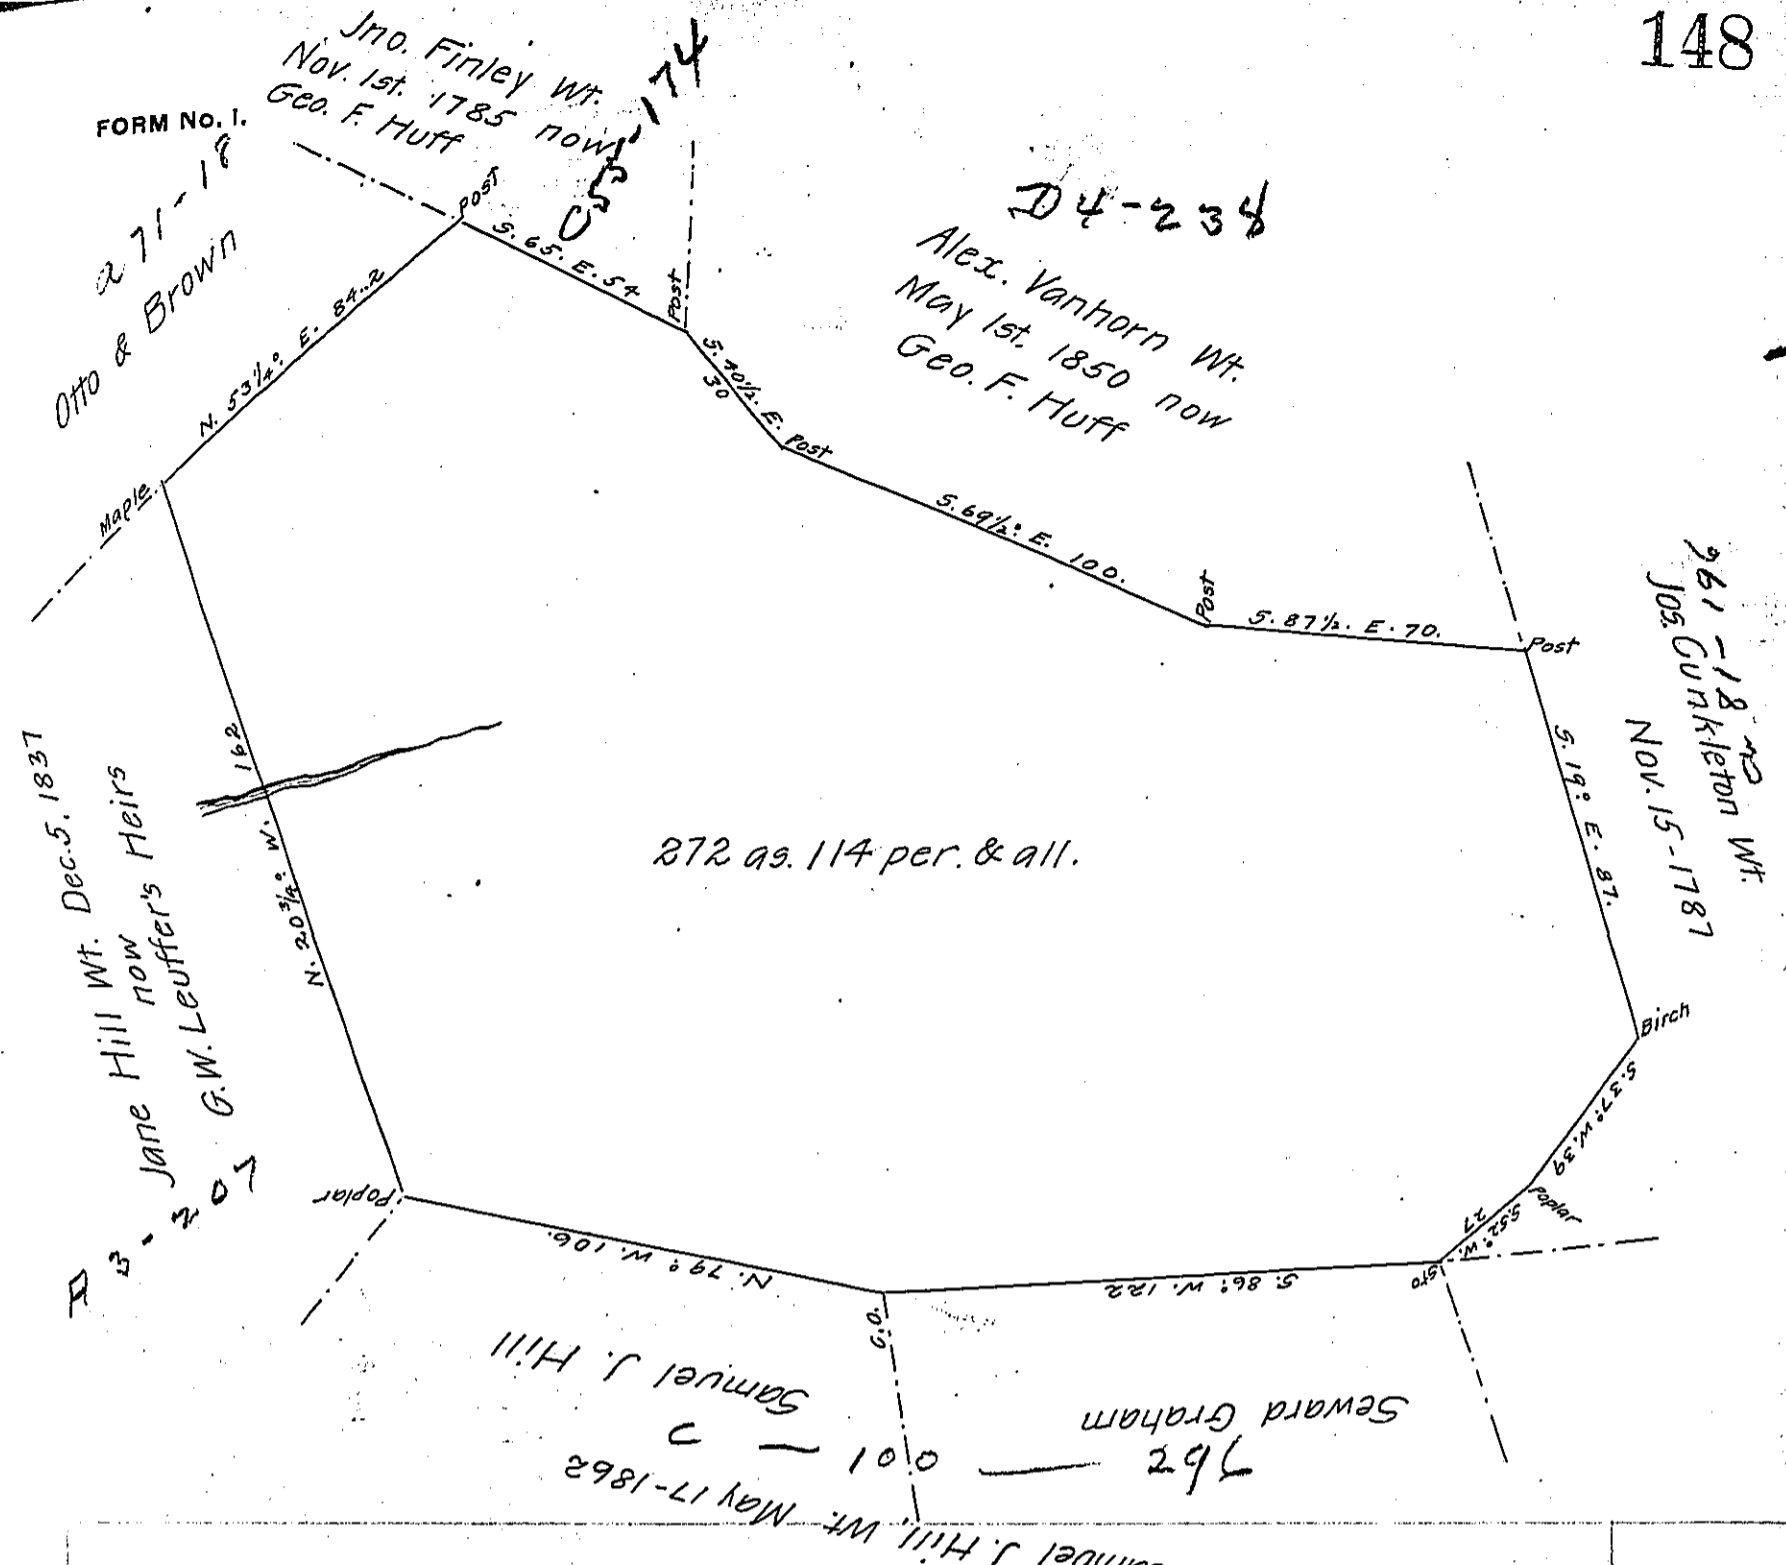 148
FORM No. 1.
Jno. Finley Wt.
Nov. 1st. 1785 now
Geo. F. Huff
C55-174
a 71-18
Otto & Brown
D4-238
Alex. Vanhorn Wt.
May 1st. 1850 now
Geo. F. Huff
Post
S. 65. E. 54
Post
N. 53¼° E. 84..2
S. 40½. E.
30
Post
Maple
S. 69½° E. 100.
Post
S. 87½. E. 70.
Post
Jos. Cunkleton Wt.
Nov. 15-1787
S. 19° E. 87.
Jane Hill Wt. Dec. 5. 1837
now
G.W. Leuffer's Heirs
A 3-207
N. 20¾° W. 162
272 as. 114 per. & all.
Birch
S. 37° W. 39
Poplar
S. 52° W.
27
Sto
S. 86° W. 122
G.O.
N. 79° W. 106.
Poplar
Samuel J. Hill
Seward Graham
J. Hill, Wt. May 17-1862